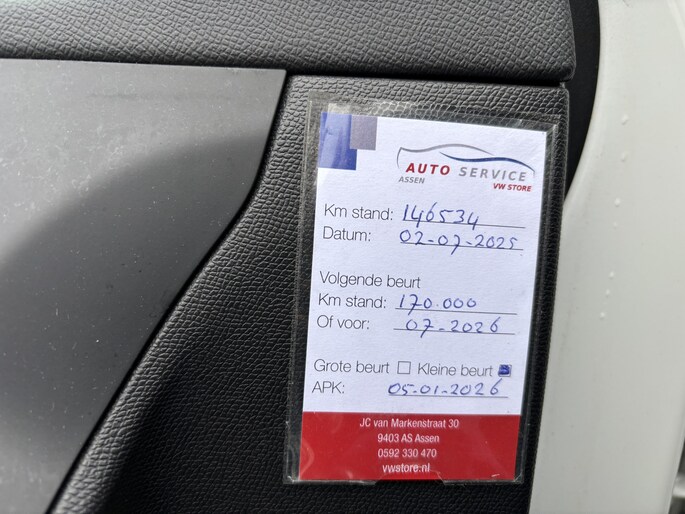 AUTO SERVICE
ASSEN VW STORE
Km stand: 146534
Datum: 02-07-2025
Volgende beurt
Km stand: 170.000
Of voor: 07-2026
Grote beurt Kleine beurt
APK: 05-01-2026
JC van Markenstraat 30
9403 AS Assen
0592 330 470
vwstore.nl